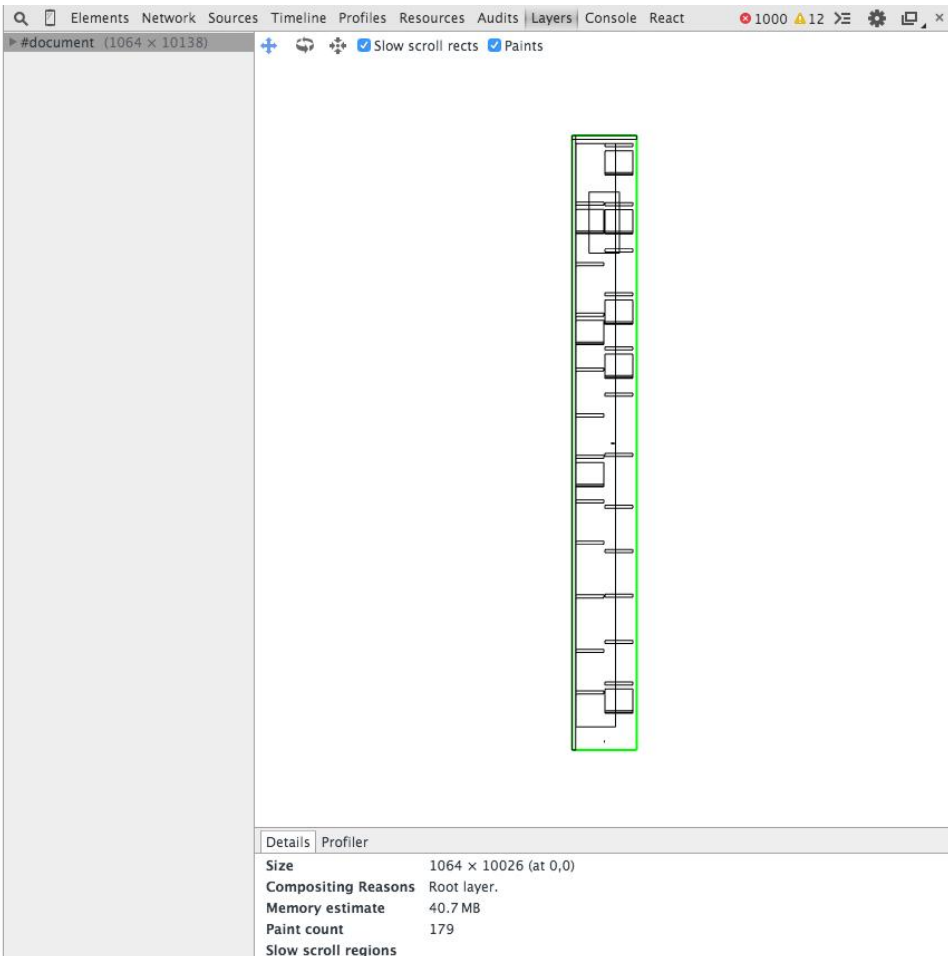 Elements Network Sources Timeline Profiles Resources Audits Layers Console React 1000 12
#document (1064 × 10138)
Slow scroll rects Paints
Details Profiler
Size 1064 × 10026 (at 0,0)
Compositing Reasons Root layer.
Memory estimate 40.7 MB
Paint count 179
Slow scroll regions